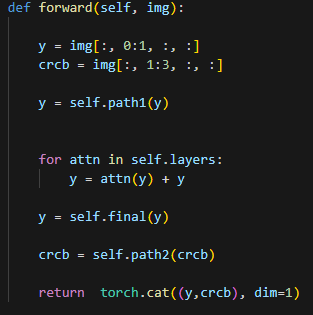 def forward(self, img):
y = img[:, 0:1, :, :]
crcb = img[:, 1:3, :, :]
y = self.path1(y)
for attn in self.layers:
y = attn(y) + y
y = self.final(y)
crcb = self.path2(crcb)
return  torch.cat((y,crcb), dim=1)